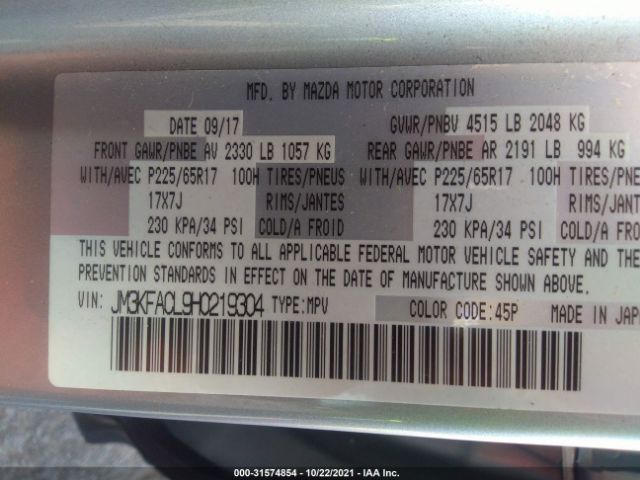 MFD. BY MAZDA MOTOR CORPORATION
DATE 09/17 GVWR/PNBV 4515 LB 2048 KG
FRONT GAWR/PNBE AV 2330 LB 1057 KG REAR GAWR/PNBE AR 2191 LB 994 KG
WITH/AVEC P225/65R17 100H TIRES/PNEUS WITH/AVEC P225/65R17 100H TIRES/PNEU
17X7J RIMS/JANTES 17X7J RIMS/JANTE
230 KPA/34 PSI COLD/A FROID 230 KPA/34 PSI COLD/A FROI
THIS VEHICLE CONFORMS TO ALL APPLICABLE FEDERAL MOTOR VEHICLE SAFETY AND THE
PREVENTION STANDARDS IN EFFECT ON THE DATE OF MANUFACTURE SHOWN ABOVE.
VIN: JM3KFACL9H0219304 TYPE:MPV COLOR CODE:45P MADE IN JAP
000-31574854 - 10/22/2021 - IAA Inc.